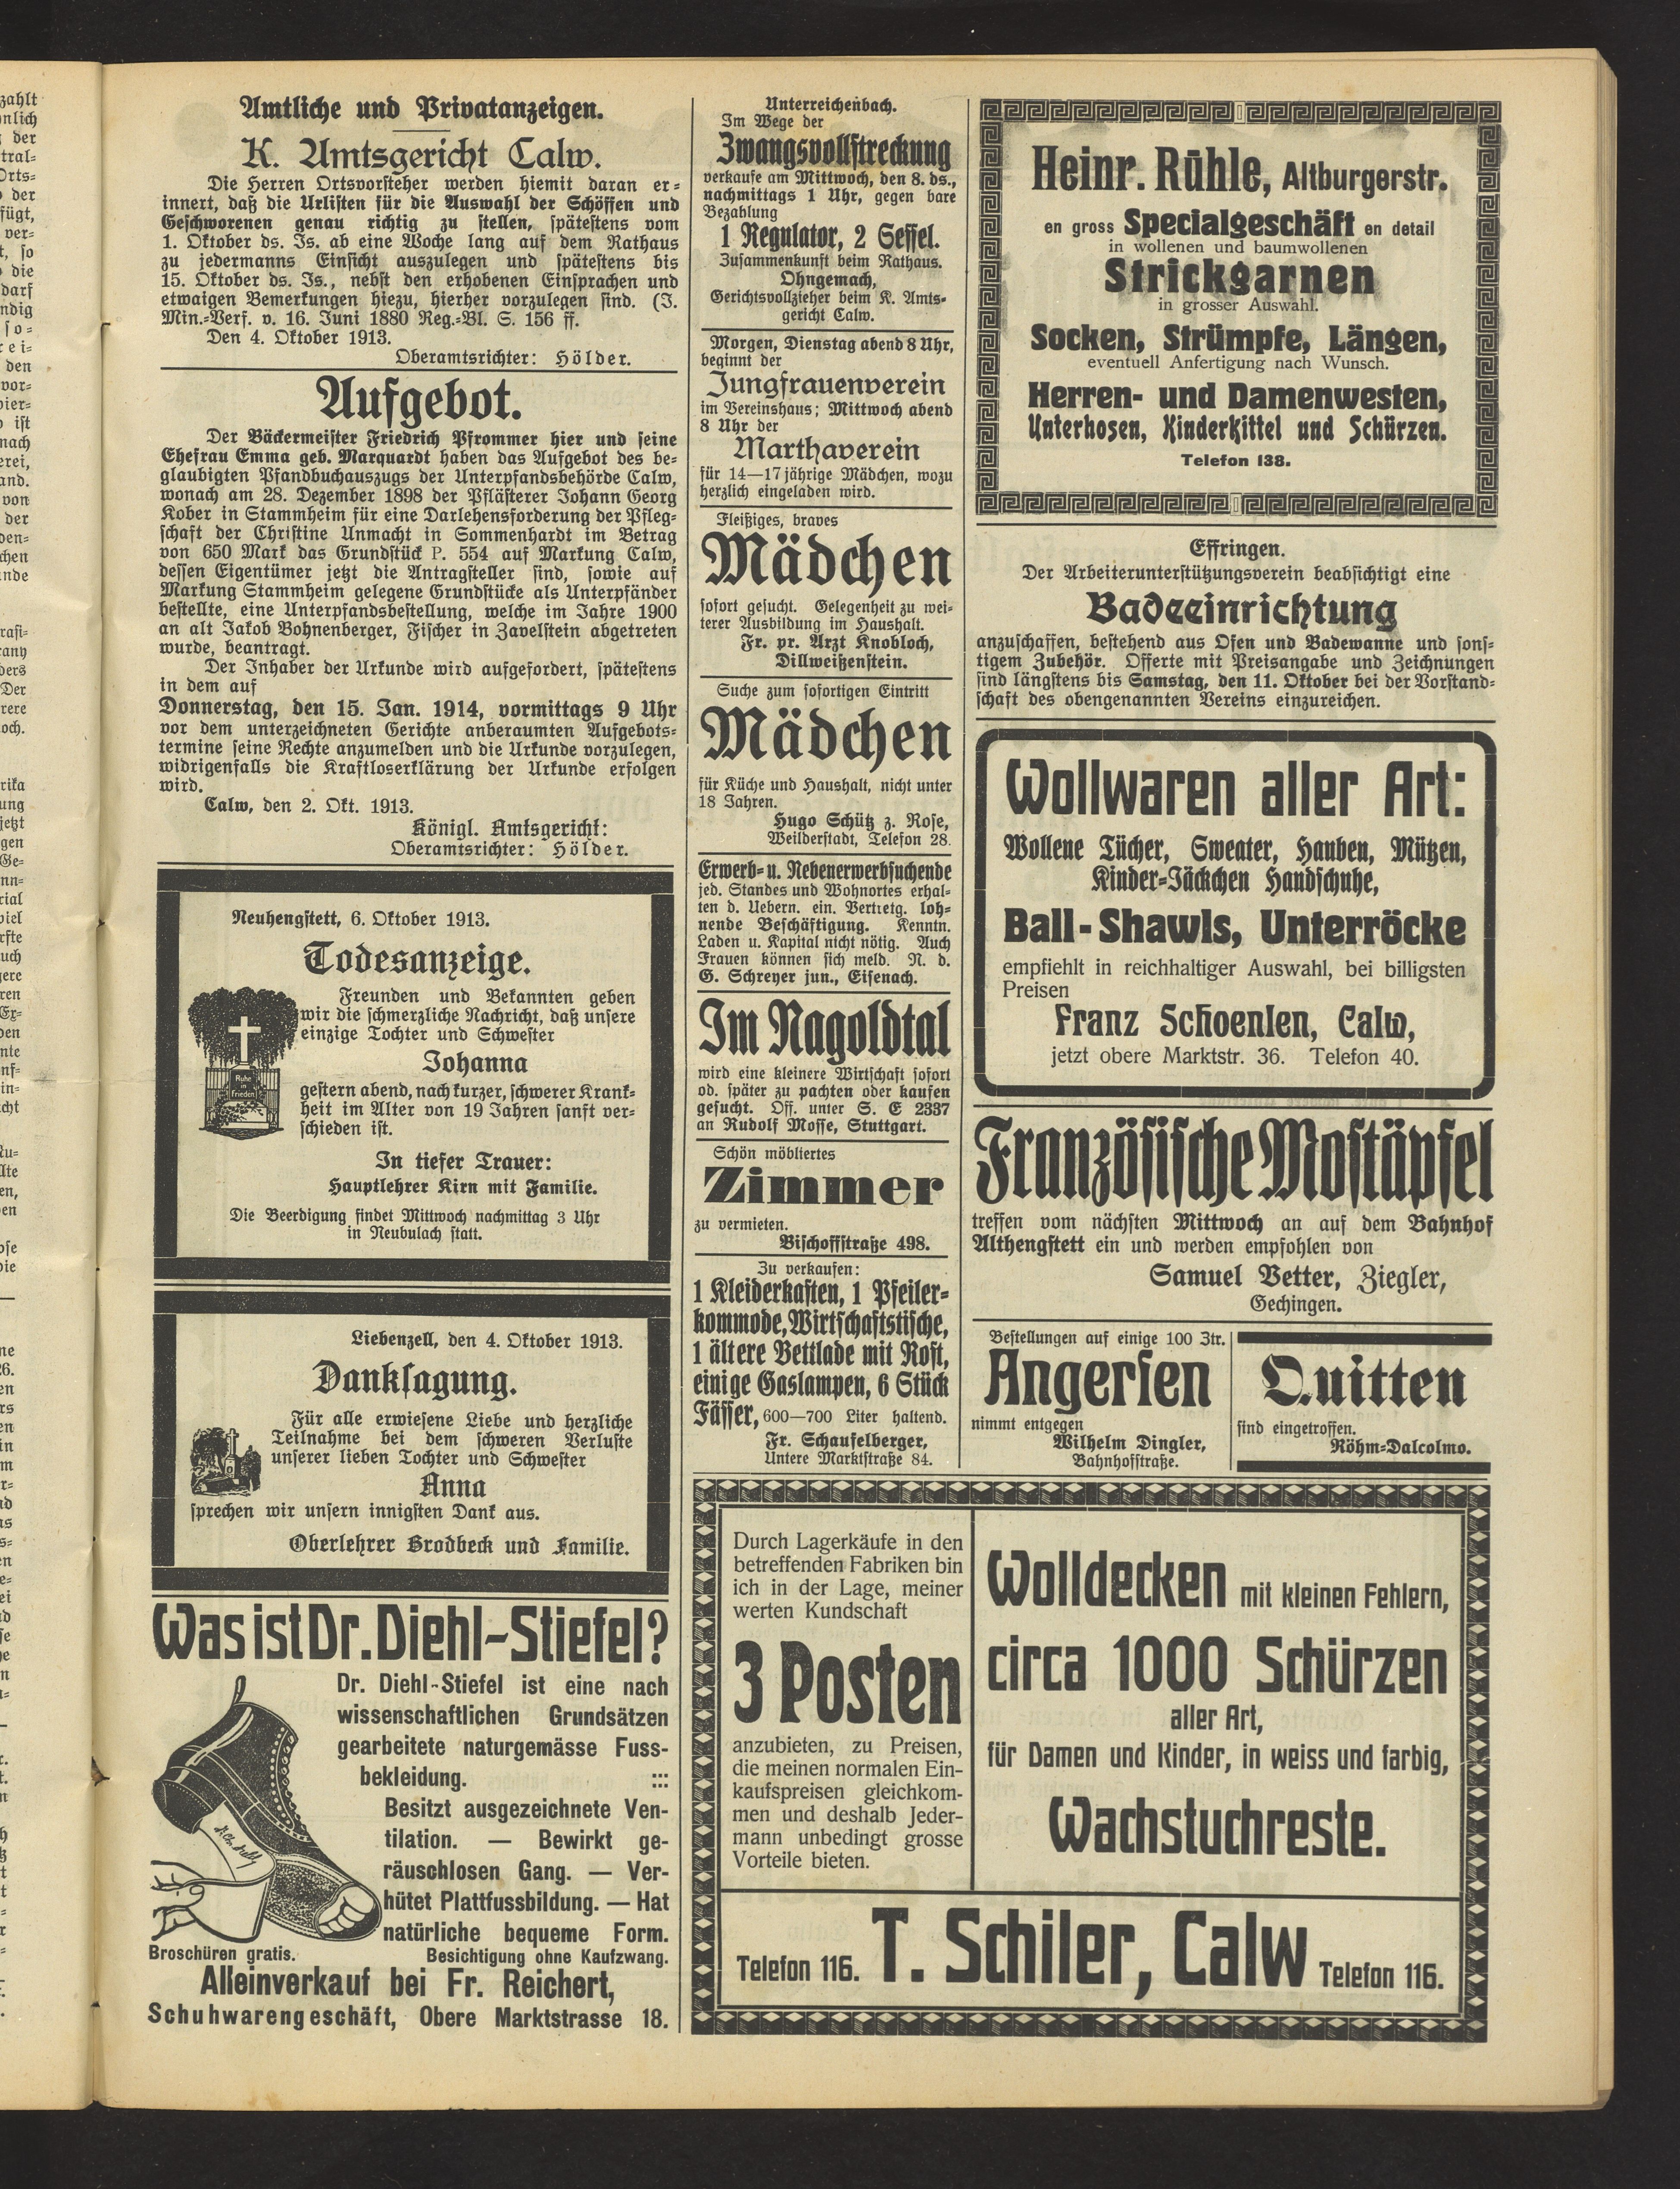 Amtliche und Privatanzeigen.
K. Amtsgericht Calw.
Die Herren Ortsvorsteher werden hiemit daran er-
innert, daß die Urlisten für die Auswahl der Schöffen und
Geschworenen genau richtig zu stellen, spätestens vom
1. Oktober ds. Js. ab eine Woche lang auf dem Rathaus
zu jedermanns Einsicht auszulegen und spätestens bis
15. Oktober ds. Js., nebst den erhobenen Einsprachen und
etwaigen Bemerkungen hiezu, hierher vorzulegen sind. (J.
Min.-Verf. v. 16. Juni 1880 Reg.-Bl. S. 156 ff.
Den 4. Oktober 1913.
Oberamtsrichter: Hölder.
Aufgebot.
Der Bäckermeister Friedrich Pfrommer hier und seine
Ehefrau Emma geb. Marquardt haben das Aufgebot des be-
glaubigten Pfandbuchauszugs der Unterpfandsbehörde Calw,
wonach am 28. Dezember 1898 der Pflästerer Johann Georg
Kober in Stammheim für eine Darlehensforderung der Pfleg-
schaft der Christine Unmacht in Sommenhardt im Betrag
von 650 Mark das Grundstück P. 554 auf Markung Calw,
dessen Eigentümer jetzt die Antragsteller sind, sowie auf
Markung Stammheim gelegene Grundstücke als Unterpfänder
bestellte, eine Unterpfandsbestellung, welche im Jahre 1900
an alt Jakob Bohnenberger, Fischer in Zavelstein abgetreten
wurde, beantragt.
Der Inhaber der Urkunde wird aufgefordert, spätestens
in dem auf
Donnerstag, den 15. Jan. 1914, vormittags 9 Uhr
vor dem unterzeichneten Gerichte anberaumten Aufgebots-
termine seine Rechte anzumelden und die Urkunde vorzulegen,
widrigenfalls die Kraftloserklärung der Urkunde erfolgen
wird.
Calw, den 2. Okt. 1913.
Königl. Amtsgericht:
Oberamtsrichter: Hölder.
Neuhengstett, 6. Oktober 1913.
Todesanzeige.
Freunden und Bekannten geben
wir die schmerzliche Nachricht, daß unsere
einzige Tochter und Schwester
Johanna
gestern abend, nach kurzer, schwerer Krank-
heit im Alter von 19 Jahren sanft ver-
schieden ist.
Ruhe
in
Frieden
In tiefer Trauer:
Hauptlehrer Kirn mit Familie.
Die Beerdigung findet Mittwoch nachmittag 3 Uhr
in Neubulach statt.
Liebenzell, den 4. Oktober 1913.
Danksagung.
Für alle erwiesene Liebe und herzliche
Teilnahme bei dem schweren Verluste
unserer lieben Tochter und Schwester
Anna
sprechen wir unsern innigsten Dank aus.
Oberlehrer Brodbeck und Familie.
Was ist Dr. Diehl-Stiefel?
Dr. Diehl-Stiefel ist eine nach
wissenschaftlichen Grundsätzen
gearbeitete naturgemässe Fuss-
bekleidung. :::
Besitzt ausgezeichnete Ven-
tilation. — Bewirkt ge-
räuschlosen Gang. — Ver-
hütet Plattfussbildung. — Hat
natürliche bequeme Form.
Broschüren gratis. Besichtigung ohne Kaufzwang.
Alleinverkauf bei Fr. Reichert,
Schuhwarengeschäft, Obere Marktstrasse 18.
Unterreichenbach.
Im Wege der
Zwangsvollstreckung
verkaufe am Mittwoch, den 8. ds.,
nachmittags 1 Uhr, gegen bare
Bezahlung
1 Regulator, 2 Sessel.
Zusammenkunft beim Rathaus.
Ohngemach,
Gerichtsvollzieher beim K. Amts-
gericht Calw.
Morgen, Dienstag abend 8 Uhr,
beginnt der
Jungfrauenverein
im Vereinshaus; Mittwoch abend
8 Uhr der
Marthaverein
für 14—17jährige Mädchen, wozu
herzlich eingeladen wird.
Fleißiges, braves
Mädchen
sofort gesucht. Gelegenheit zu wei-
terer Ausbildung im Haushalt.
Fr. pr. Arzt Knobloch,
Dillweißenstein.
Suche zum sofortigen Eintritt
Mädchen
für Küche und Haushalt, nicht unter
18 Jahren.
Hugo Schütz z. Rose,
Weilderstadt, Telefon 28.
Erwerb- u. Nebenerwerbsuchende
jed. Standes und Wohnortes erhal-
ten d. Uebern. ein. Vertretg. loh-
nende Beschäftigung. Kenntn.
Laden u. Kapital nicht nötig. Auch
Frauen können sich meld. N. d.
G. Schreyer jun., Eisenach.
Im Nagoldtal
wird eine kleinere Wirtschaft sofort
od. später zu pachten oder kaufen
gesucht. Off. unter S. E 2337
an Rudolf Mosse, Stuttgart.
Schön möbliertes
Zimmer
zu vermieten.
Bischoffstraße 498.
Zu verkaufen:
1 Kleiderkasten, 1 Pfeiler-
kommode, Wirtschaftstische,
1 ältere Bettlade mit Rost,
einige Gaslampen, 6 Stück
Fässer, 600—700 Liter haltend.
Fr. Schaufelberger,
Untere Marktstraße 84.
Heinr. Rühle, Altburgerstr.
en gross Specialgeschäft en detail
in wollenen und baumwollenen
Strickgarnen
in grosser Auswahl.
Socken, Strümpfe, Längen,
eventuell Anfertigung nach Wunsch.
Herren- und Damenwesten,
Unterhosen, Kinderkittel und Schürzen.
Telefon 138.
Effringen.
Der Arbeiterunterstützungsverein beabsichtigt eine
Badeeinrichtung
anzuschaffen, bestehend aus Ofen und Badewanne und sons-
tigem Zubehör. Offerte mit Preisangabe und Zeichnungen
sind längstens bis Samstag, den 11. Oktober bei der Vorstand-
schaft des obengenannten Vereins einzureichen.
Wollwaren aller Art:
Wollene Tücher, Sweater, Hauben, Mützen,
Kinder-Jäckchen Handschuhe,
Ball-Shawls, Unterröcke
empfiehlt in reichhaltiger Auswahl, bei billigsten
Preisen
Franz Schoenlen, Calw,
jetzt obere Marktstr. 36. Telefon 40.
Französische Mostäpfel
treffen vom nächsten Mittwoch an auf dem Bahnhof
Althengstett ein und werden empfohlen von
Samuel Vetter, Ziegler,
Gechingen.
Bestellungen auf einige 100 Ztr.
Angersen
nimmt entgegen
Wilhelm Dingler,
Bahnhofstraße.
Quitten
sind eingetroffen.
Röhm-Dalcolmo.
Durch Lagerkäufe in den
betreffenden Fabriken bin
ich in der Lage, meiner
werten Kundschaft
3 Posten
anzubieten, zu Preisen,
die meinen normalen Ein-
kaufspreisen gleichkom-
men und deshalb Jeder-
mann unbedingt grosse
Vorteile bieten.
Wolldecken mit kleinen Fehlern,
circa 1000 Schürzen
aller Art,
für Damen und Kinder, in weiss und farbig,
Wachstuchreste.
Telefon 116. T. Schiler, Calw Telefon 116.